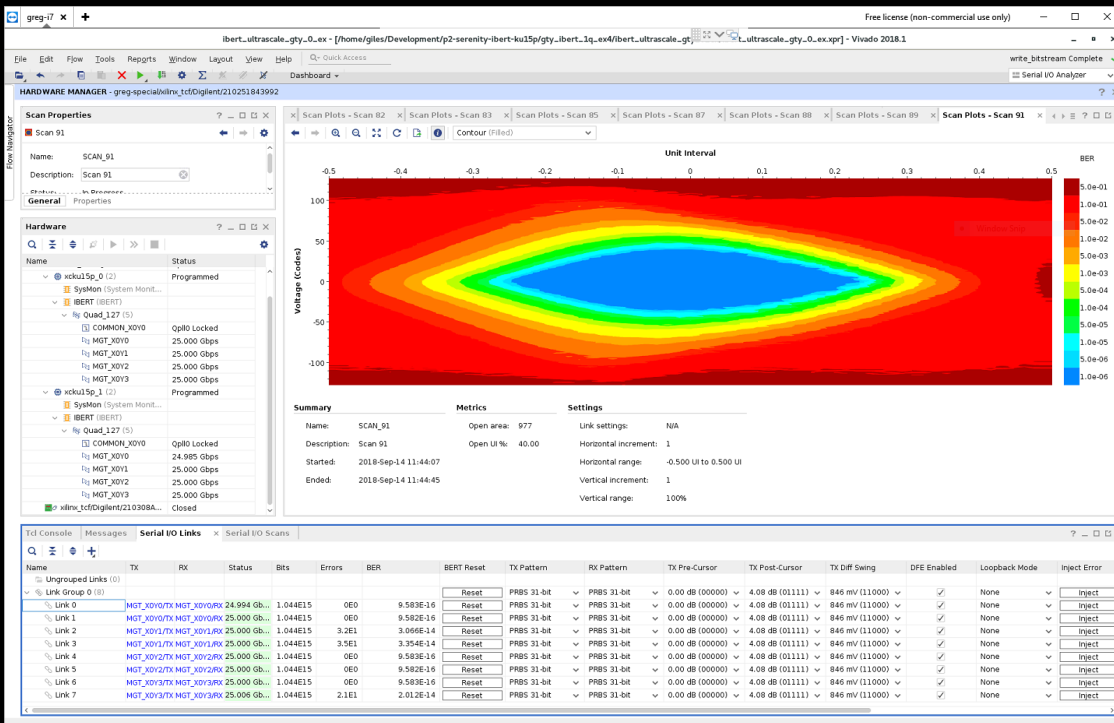 greg-i7
Free license (non-commercial use only)
ibert_ultrascale_gty_0_ex - [/home/giles/Development/p2-serenity-ibert-ku15p/gty_ibert_1q_ex4/ibert_ultrascale_gt t_ultrascale_gty_0_ex.xpr] - Vivado 2018.1
File Edit Flow Tools Reports Window Layout View Help Quick Access
write_bitstream Complete
Dashboard
Serial I/O Analyzer
HARDWARE MANAGER - greg-special/xilinx_tcf/Digilent/210251843992
Flow Navigator
Scan Properties
Scan 91
Name: SCAN_91
Description: Scan 91
Status: In Progress
General Properties
Hardware
Name Status
xcku15p_0 (2) Programmed
SysMon (System Monit...
IBERT (IBERT)
Quad_127 (5)
COMMON_X0Y0 Qpll0 Locked
MGT_X0Y0 25.000 Gbps
MGT_X0Y1 25.000 Gbps
MGT_X0Y2 25.000 Gbps
MGT_X0Y3 25.000 Gbps
xcku15p_1 (2) Programmed
SysMon (System Monit...
IBERT (IBERT)
Quad_127 (5)
COMMON_X0Y0 Qpll0 Locked
MGT_X0Y0 24.985 Gbps
MGT_X0Y1 25.000 Gbps
MGT_X0Y2 25.000 Gbps
MGT_X0Y3 25.000 Gbps
xilinx_tcf/Digilent/210308A... Closed
Scan Plots - Scan 82 Scan Plots - Scan 83 Scan Plots - Scan 85 Scan Plots - Scan 87 Scan Plots - Scan 88 Scan Plots - Scan 89 Scan Plots - Scan 91
Contour (Filled)
Unit Interval
-0.5 -0.4 -0.3 -0.2 -0.1 0 0.1 0.2 0.3 0.4 0.5
Voltage (Codes)
100
50
0
-50
-100
Window Snip
BER
5.0e-01
1.0e-01
5.0e-02
1.0e-02
5.0e-03
1.0e-03
5.0e-04
1.0e-04
5.0e-05
1.0e-05
5.0e-06
1.0e-06
Summary
Name: SCAN_91
Description: Scan 91
Started: 2018-Sep-14 11:44:07
Ended: 2018-Sep-14 11:44:45
Metrics
Open area: 977
Open UI %: 40.00
Settings
Link settings: N/A
Horizontal increment: 1
Horizontal range: -0.500 UI to 0.500 UI
Vertical increment: 1
Vertical range: 100%
Tcl Console Messages Serial I/O Links Serial I/O Scans
Name TX RX Status Bits Errors BER BERT Reset TX Pattern RX Pattern TX Pre-Cursor TX Post-Cursor TX Diff Swing DFE Enabled Loopback Mode Inject Error
Ungrouped Links (0)
Link Group 0 (8) Reset PRBS 31-bit PRBS 31-bit 0.00 dB (00000) 4.08 dB (01111) 846 mV (11000) None Inject
Link 0 MGT_X0Y0/TX MGT_X0Y0/RX 24.994 Gb... 1.044E15 0E0 9.583E-16 Reset PRBS 31-bit PRBS 31-bit 0.00 dB (00000) 4.08 dB (01111) 846 mV (11000) None Inject
Link 1 MGT_X0Y0/TX MGT_X0Y0/RX 25.000 Gb... 1.044E15 0E0 9.582E-16 Reset PRBS 31-bit PRBS 31-bit 0.00 dB (00000) 4.08 dB (01111) 846 mV (11000) None Inject
Link 2 MGT_X0Y1/TX MGT_X0Y1/RX 25.000 Gb... 1.044E15 3.2E1 3.066E-14 Reset PRBS 31-bit PRBS 31-bit 0.00 dB (00000) 4.08 dB (01111) 846 mV (11000) None Inject
Link 3 MGT_X0Y1/TX MGT_X0Y1/RX 25.000 Gb... 1.044E15 3.5E1 3.354E-14 Reset PRBS 31-bit PRBS 31-bit 0.00 dB (00000) 4.08 dB (01111) 846 mV (11000) None Inject
Link 4 MGT_X0Y2/TX MGT_X0Y2/RX 25.000 Gb... 1.044E15 0E0 9.583E-16 Reset PRBS 31-bit PRBS 31-bit 0.00 dB (00000) 4.08 dB (01111) 846 mV (11000) None Inject
Link 5 MGT_X0Y2/TX MGT_X0Y2/RX 25.000 Gb... 1.044E15 0E0 9.582E-16 Reset PRBS 31-bit PRBS 31-bit 0.00 dB (00000) 4.08 dB (01111) 846 mV (11000) None Inject
Link 6 MGT_X0Y3/TX MGT_X0Y3/RX 25.000 Gb... 1.044E15 0E0 9.583E-16 Reset PRBS 31-bit PRBS 31-bit 0.00 dB (00000) 4.08 dB (01111) 846 mV (11000) None Inject
Link 7 MGT_X0Y3/TX MGT_X0Y3/RX 25.006 Gb... 1.044E15 2.1E1 2.012E-14 Reset PRBS 31-bit PRBS 31-bit 0.00 dB (00000) 4.08 dB (01111) 846 mV (11000) None Inject